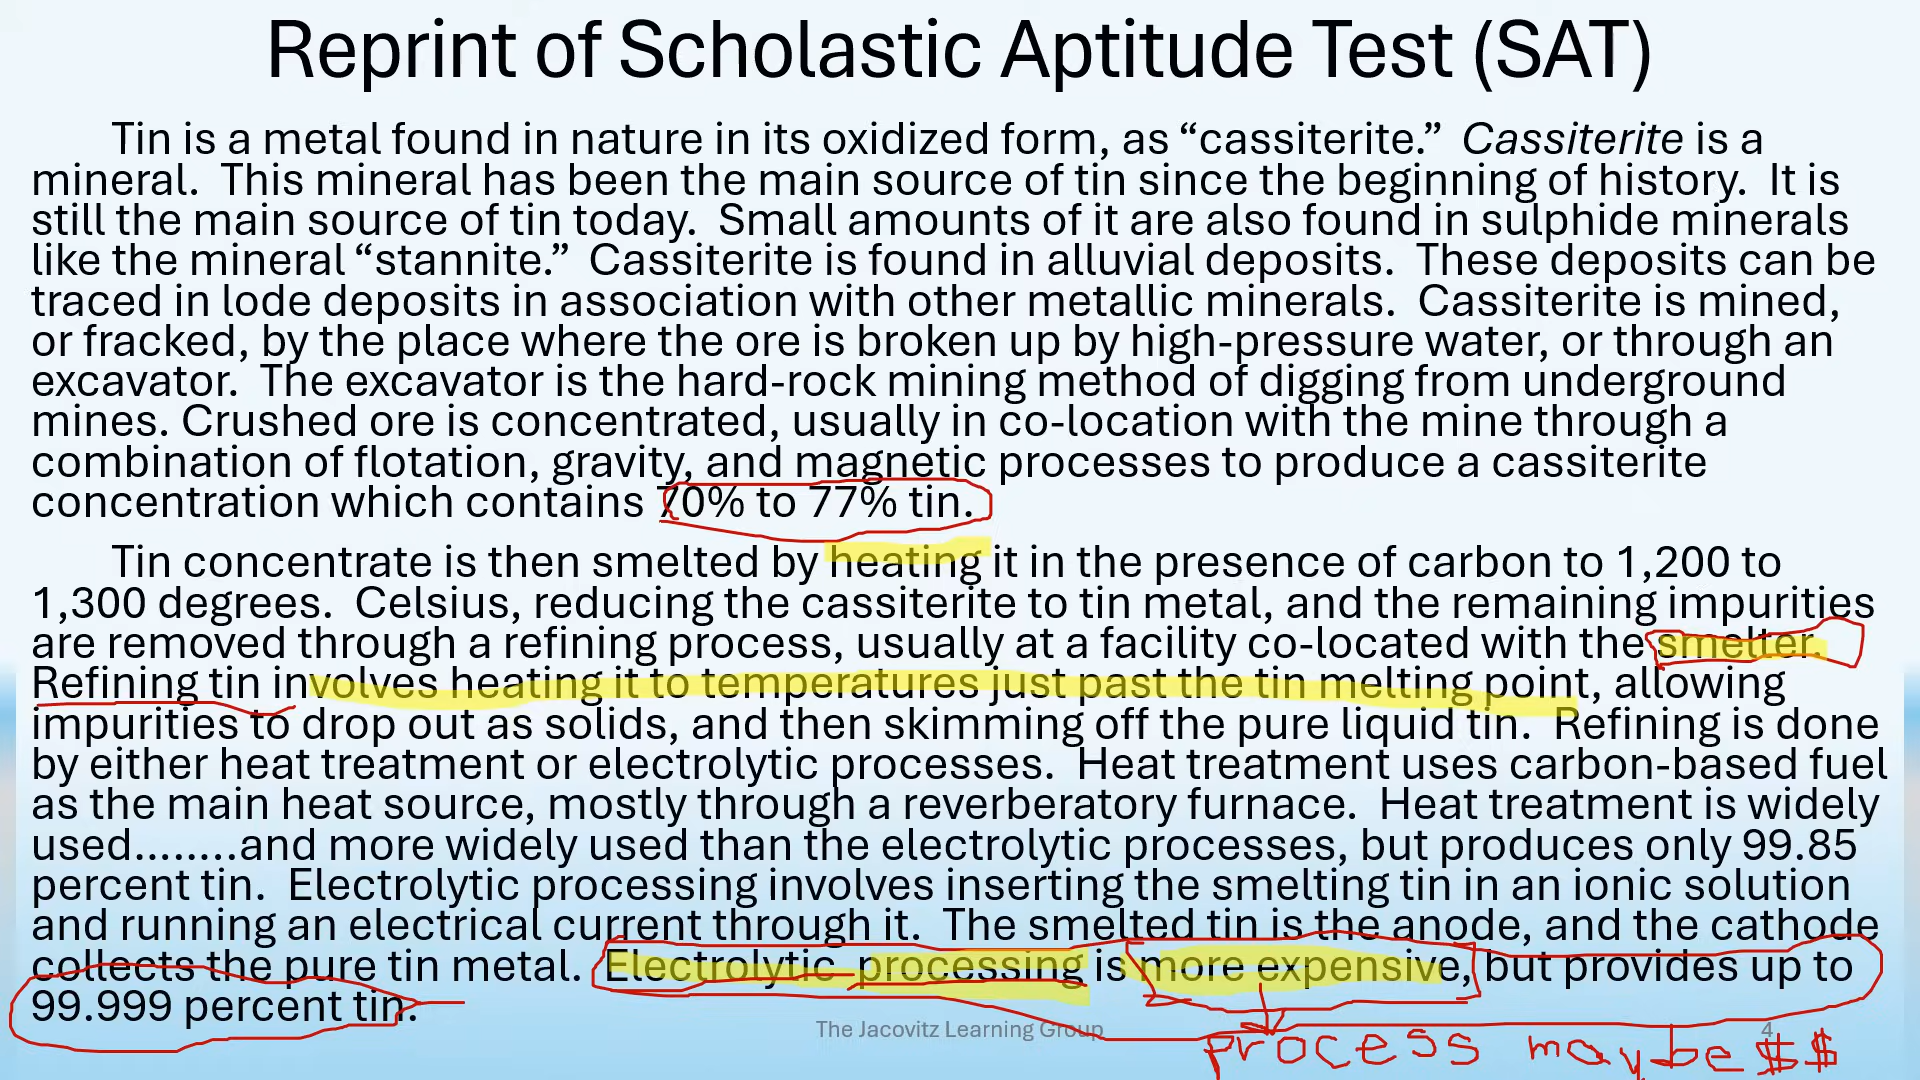 Reprint of Scholastic Aptitude Test (SAT)
Tin is a metal found in nature in its oxidized form, as “cassiterite.”  Cassiterite is a
mineral.  This mineral has been the main source of tin since the beginning of history.  It is
still the main source of tin today.  Small amounts of it are also found in sulphide minerals
like the mineral “stannite.”  Cassiterite is found in alluvial deposits.  These deposits can be
traced in lode deposits in association with other metallic minerals.  Cassiterite is mined,
or fracked, by the place where the ore is broken up by high-pressure water, or through an
excavator.  The excavator is the hard-rock mining method of digging from underground
mines. Crushed ore is concentrated, usually in co-location with the mine through a
combination of flotation, gravity, and magnetic processes to produce a cassiterite
concentration which contains 70% to 77% tin.
Tin concentrate is then smelted by heating it in the presence of carbon to 1,200 to
1,300 degrees.  Celsius, reducing the cassiterite to tin metal, and the remaining impurities
are removed through a refining process, usually at a facility co-located with the smelter.
Refining tin involves heating it to temperatures just past the tin melting point, allowing
impurities to drop out as solids, and then skimming off the pure liquid tin.  Refining is done
by either heat treatment or electrolytic processes.  Heat treatment uses carbon-based fuel
as the main heat source, mostly through a reverberatory furnace.  Heat treatment is widely
used……..and more widely used than the electrolytic processes, but produces only 99.85
percent tin.  Electrolytic processing involves inserting the smelting tin in an ionic solution
and running an electrical current through it.  The smelted tin is the anode, and the cathode
collects the pure tin metal.  Electrolytic processing is more expensive, but provides up to
99.999 percent tin.
The Jacovitz Learning Group
4
process maybe $$